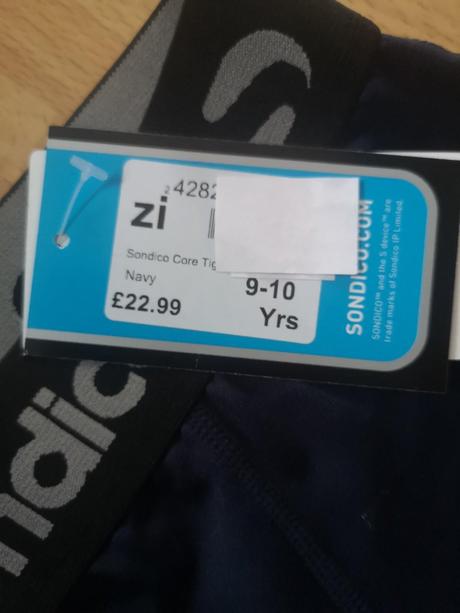 2 4282
zi
Sondico Core Tig
Navy
£22.99
9-10
Yrs
SONDICO.COM
SONDICO™ and the S device™ are
trade marks of Sondico IP Limited.
ndic